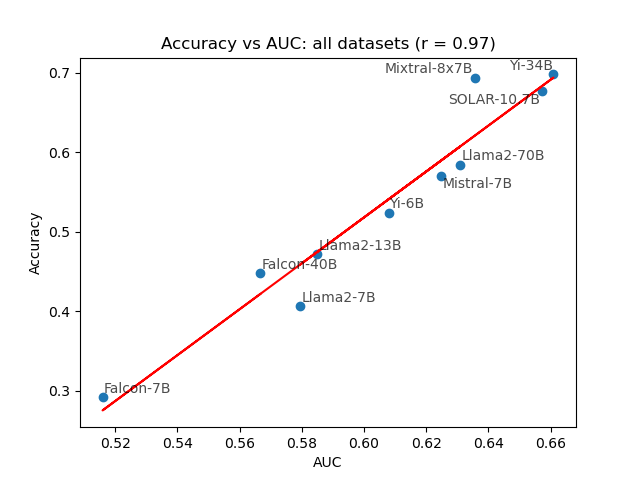 Accuracy vs AUC: all datasets (r = 0.97)
Accuracy
0.7
0.6
0.5
0.4
0.3
Mixtral-8x7B
Yi-34B
SOLAR-10.7B
Llama2-70B
Mistral-7B
Yi-6B
Llama2-13B
Falcon-40B
Llama2-7B
Falcon-7B
0.52 0.54 0.56 0.58 0.60 0.62 0.64 0.66
AUC